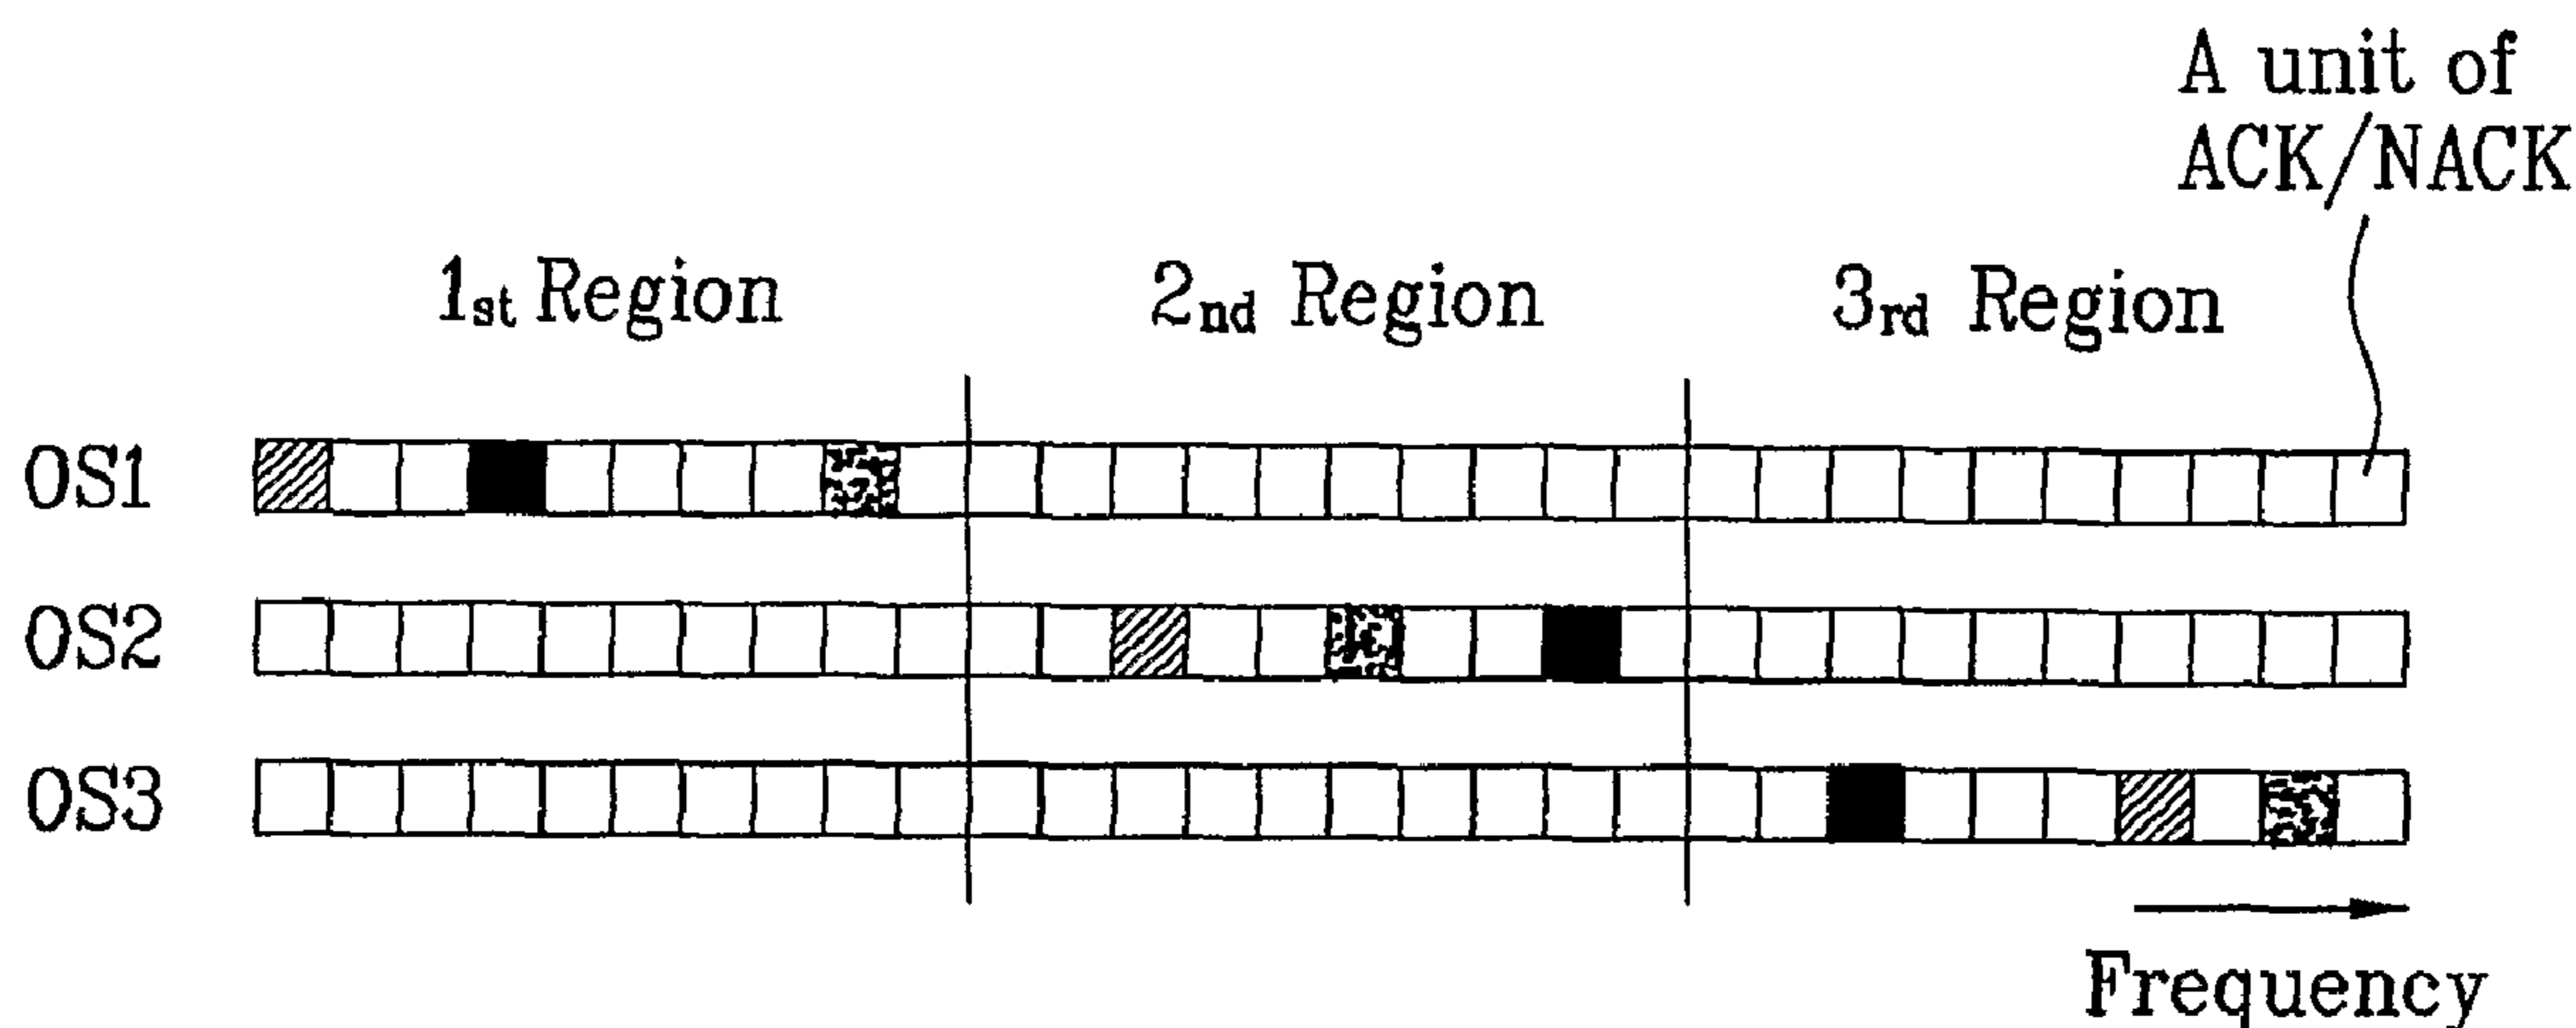 A unit of
ACK/NACK
1st Region
2nd Region
3rd Region
OS1
OS2
OS3
Frequency